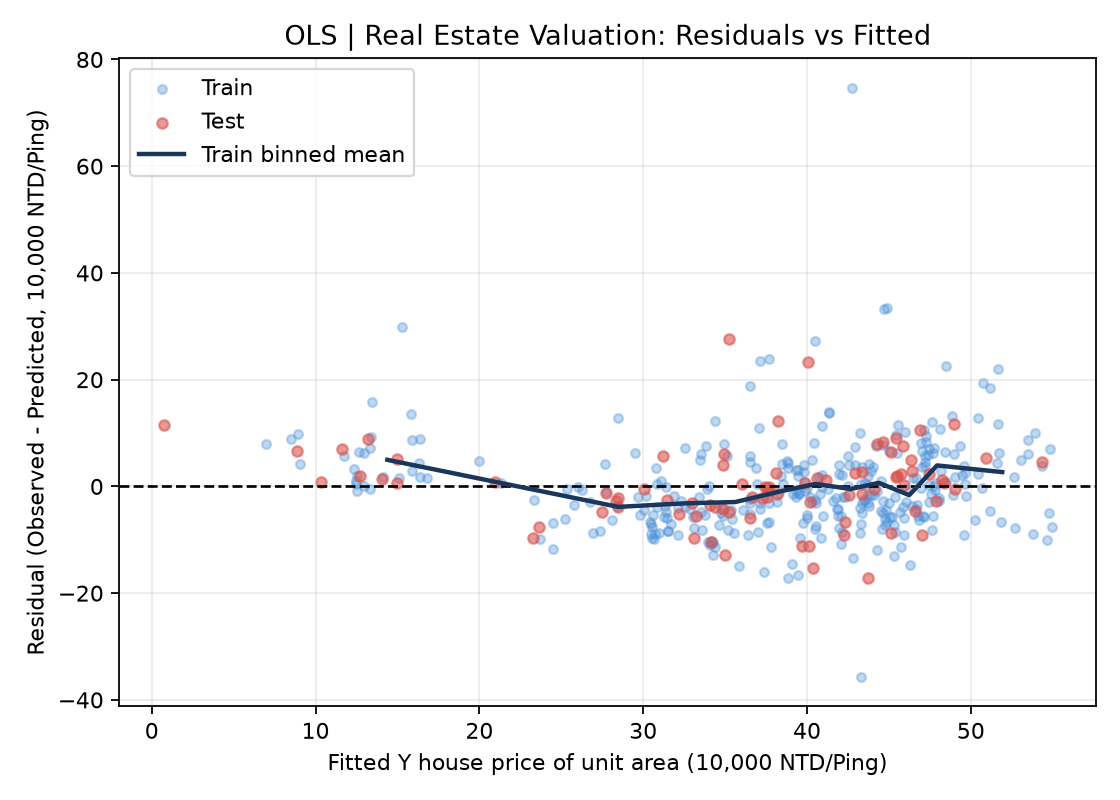 OLS | Real Estate Valuation: Residuals vs Fitted
Train
Test
Train binned mean
Residual (Observed - Predicted, 10,000 NTD/Ping)
80
60
40
20
0
−20
−40
0
10
20
30
40
50
Fitted Y house price of unit area (10,000 NTD/Ping)